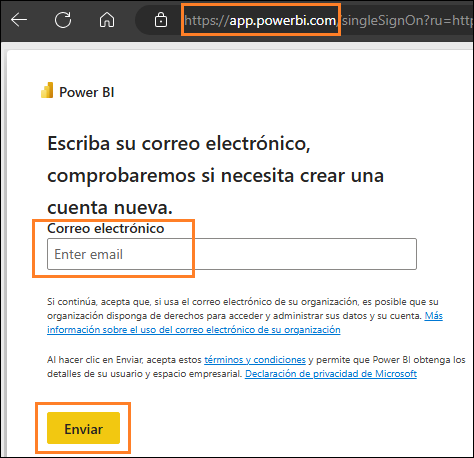 https://app.powerbi.com/singleSignOn?ru=http
Power BI
Escriba su correo electrónico,
comprobaremos si necesita crear una
cuenta nueva.
Correo electrónico
Enter email
Si continúa, acepta que, si usa el correo electrónico de su organización, es posible que su
organización disponga de derechos para acceder y administrar sus datos y su cuenta. Más
información sobre el uso del correo electrónico de su organización
Al hacer clic en Enviar, acepta estos términos y condiciones y permite que Power BI obtenga los
detalles de su usuario y espacio empresarial. Declaración de privacidad de Microsoft
Enviar